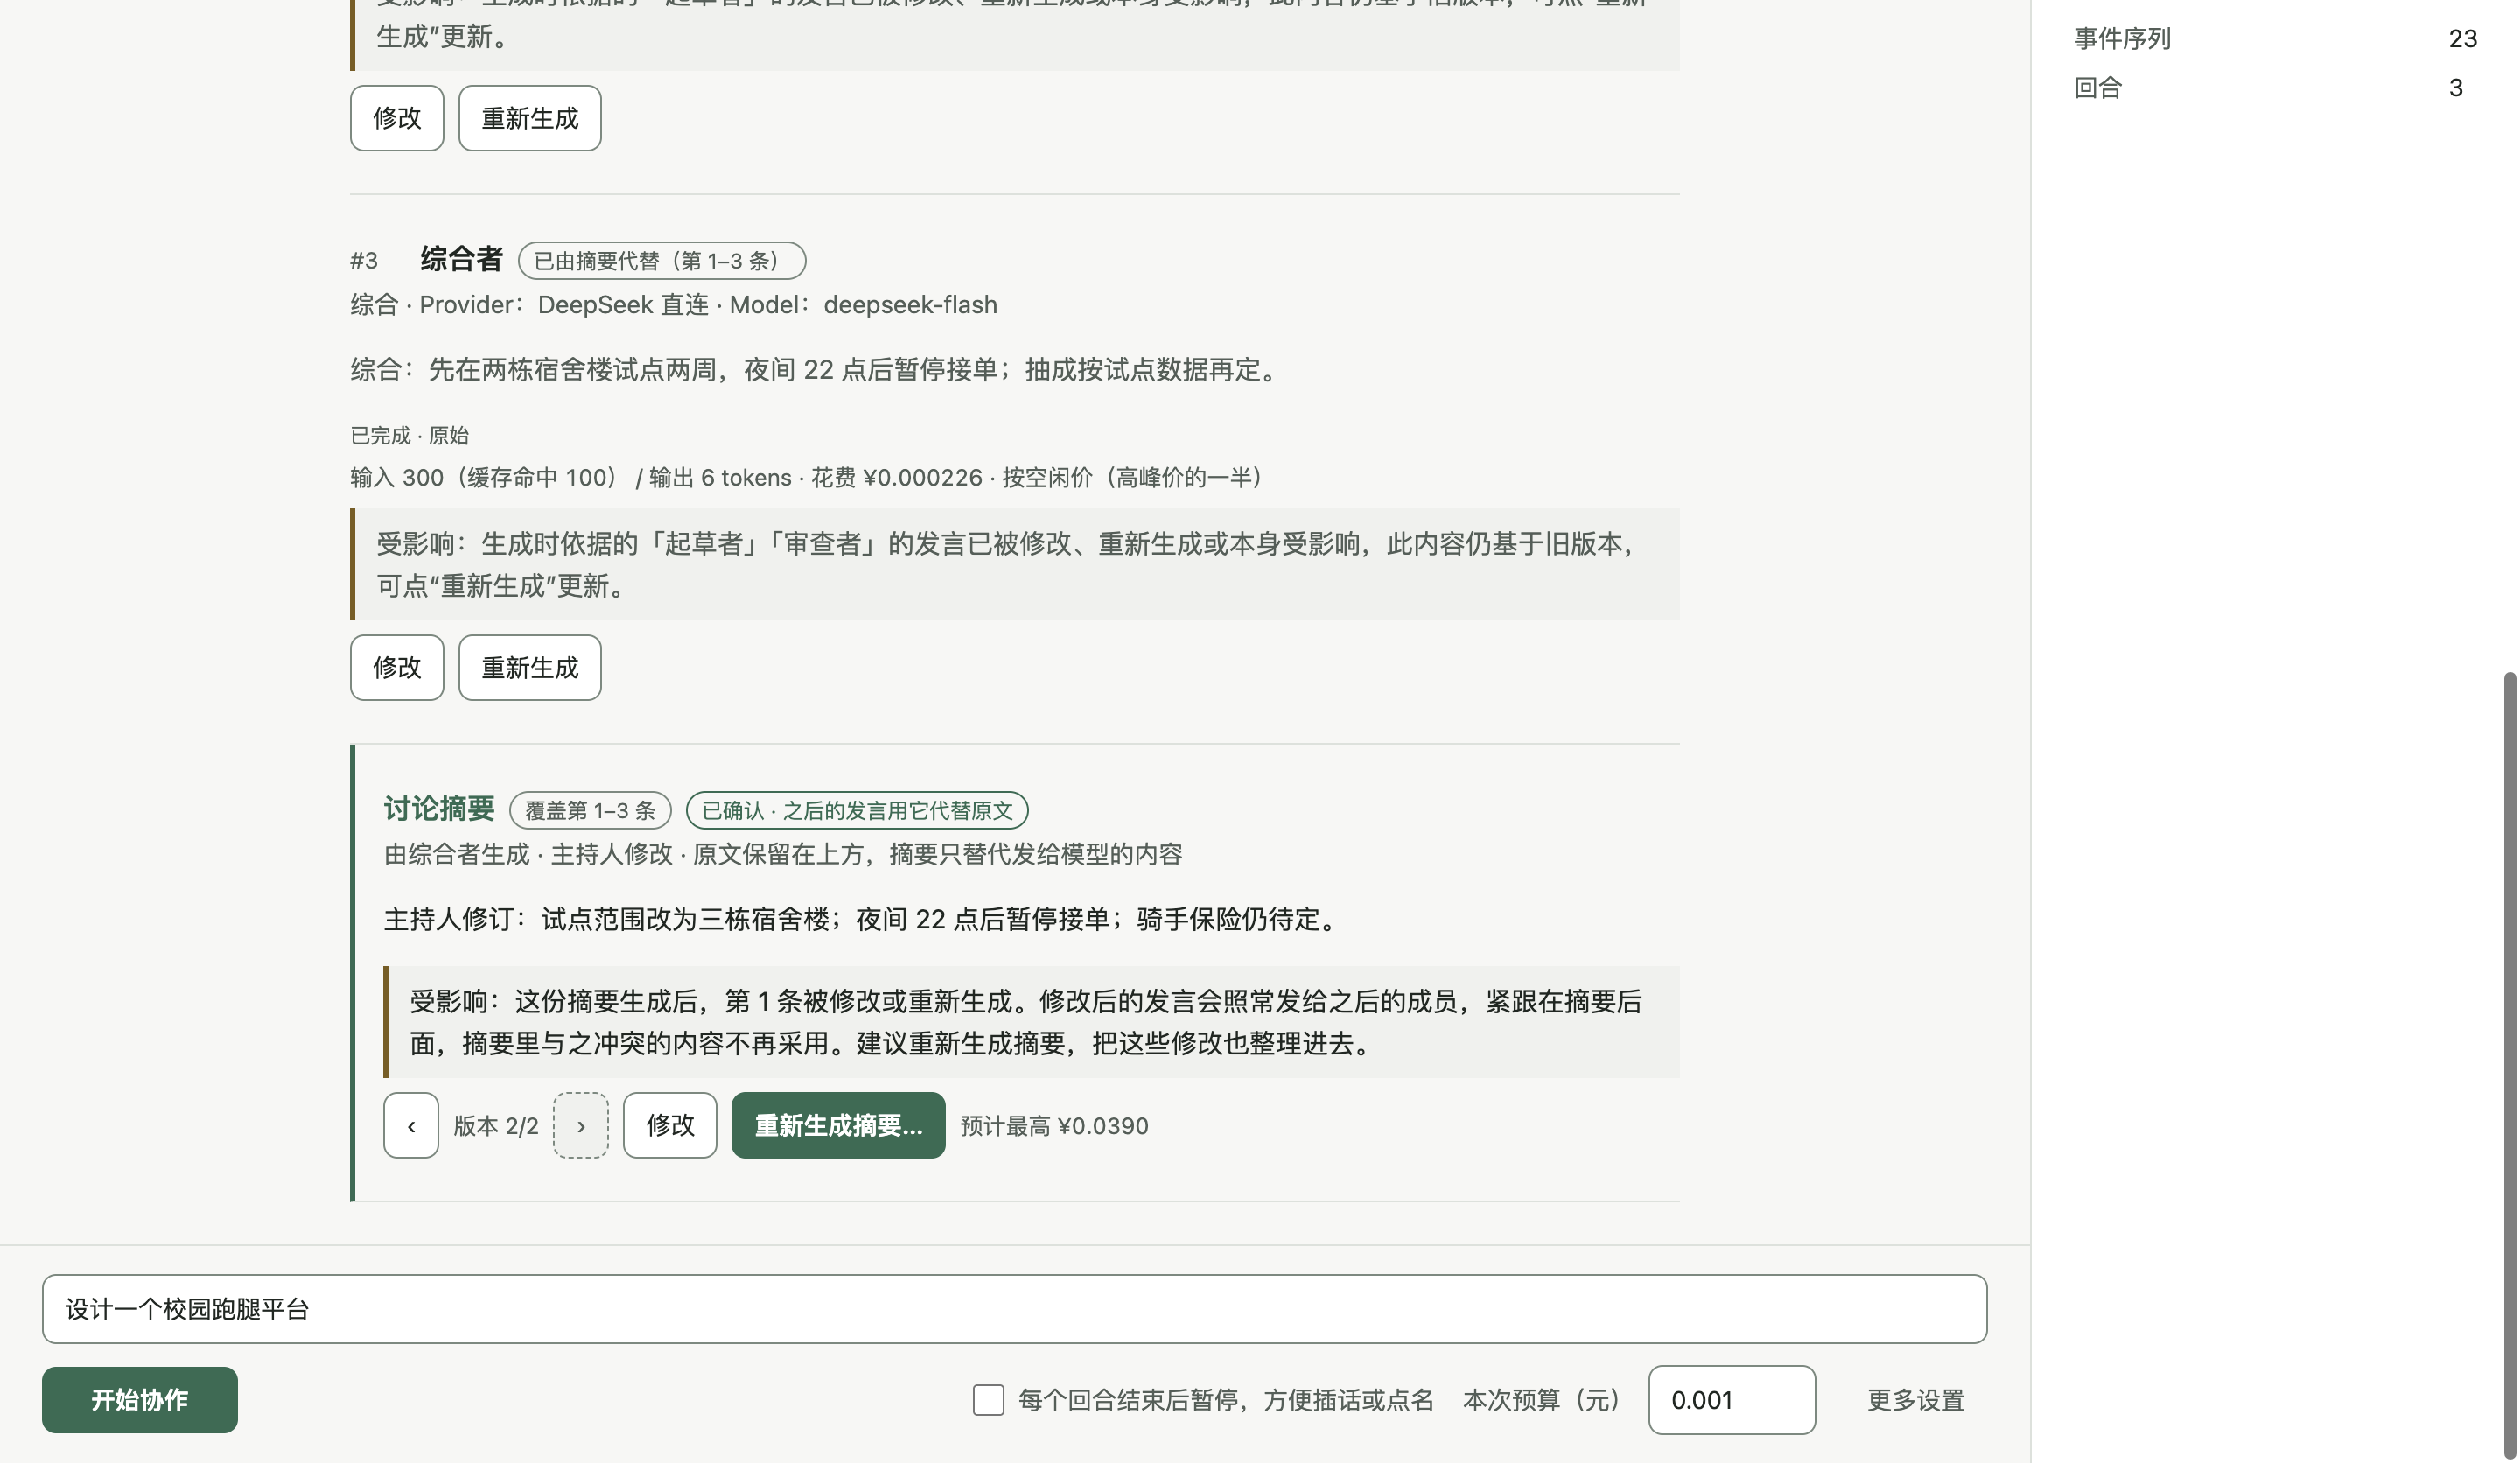 生成”更新。
修改
重新生成
#3 综合者 已由摘要代替（第 1–3 条）
综合 · Provider： DeepSeek 直连 · Model： deepseek-flash
综合：先在两栋宿舍楼试点两周，夜间 22 点后暂停接单；抽成按试点数据再定。
已完成 · 原始
输入 300（缓存命中 100） / 输出 6 tokens · 花费 ¥0.000226 · 按空闲价（高峰价的一半）
受影响：生成时依据的「起草者」「审查者」的发言已被修改、重新生成或本身受影响，此内容仍基于旧版本，
可点“重新生成”更新。
修改
重新生成
讨论摘要 覆盖第 1–3 条 已确认 · 之后的发言用它代替原文
由综合者生成 · 主持人修改 · 原文保留在上方，摘要只替代发给模型的内容
主持人修订：试点范围改为三栋宿舍楼；夜间 22 点后暂停接单；骑手保险仍待定。
受影响：这份摘要生成后，第 1 条被修改或重新生成。修改后的发言会照常发给之后的成员，紧跟在摘要后
面，摘要里与之冲突的内容不再采用。建议重新生成摘要，把这些修改也整理进去。
‹ 版本 2/2 › 修改 重新生成摘要... 预计最高 ¥0.0390
设计一个校园跑腿平台
开始协作
每个回合结束后暂停，方便插话或点名 本次预算（元） 0.001 更多设置
事件序列 23
回合 3